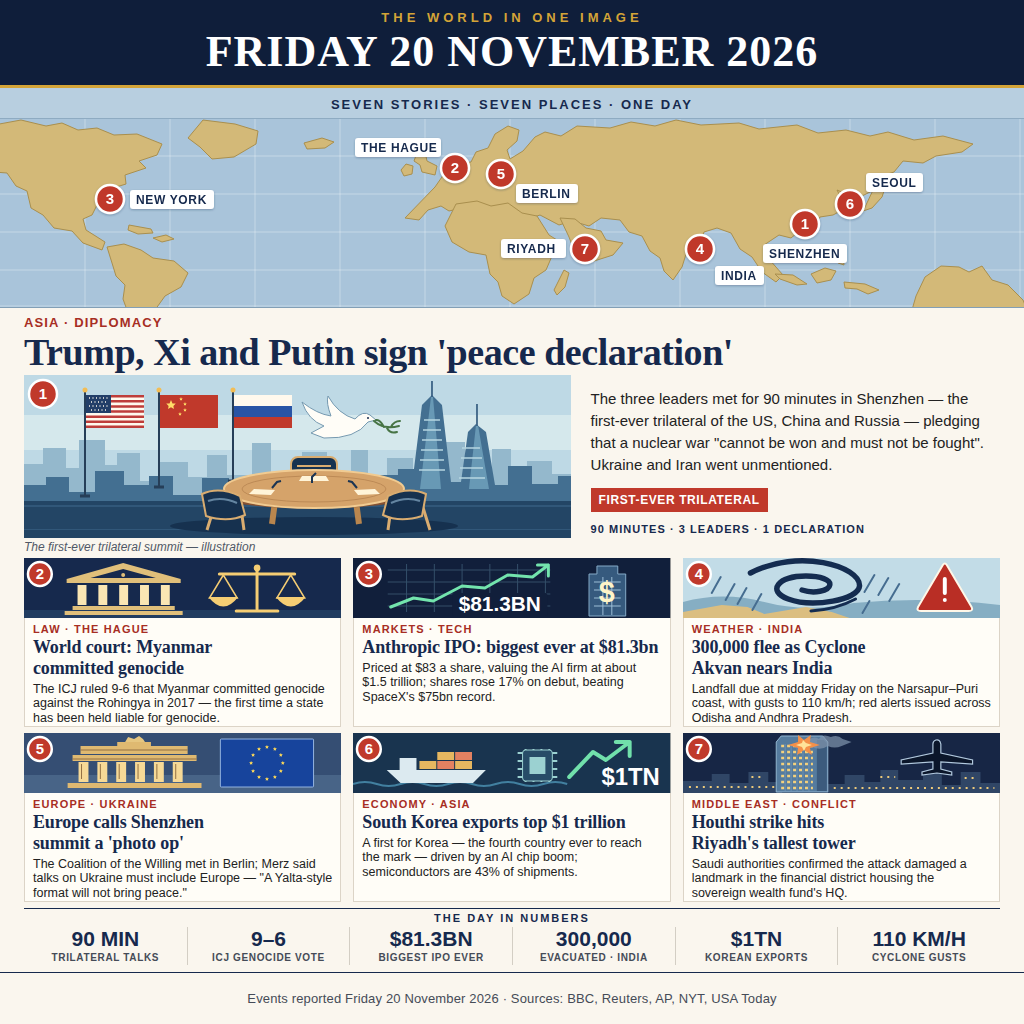 THE WORLD IN ONE IMAGE
FRIDAY 20 NOVEMBER 2026
SEVEN STORIES · SEVEN PLACES · ONE DAY
THE HAGUE
2
5
BERLIN
SEOUL
6
3
NEW YORK
1
RIYADH
7
4
SHENZHEN
INDIA
ASIA · DIPLOMACY
Trump, Xi and Putin sign 'peace declaration'
1
The three leaders met for 90 minutes in Shenzhen — the
first-ever trilateral of the US, China and Russia — pledging
that a nuclear war "cannot be won and must not be fought".
Ukraine and Iran went unmentioned.
FIRST-EVER TRILATERAL
90 MINUTES · 3 LEADERS · 1 DECLARATION
The first-ever trilateral summit — illustration
2
LAW · THE HAGUE
World court: Myanmar
committed genocide
The ICJ ruled 9-6 that Myanmar committed genocide
against the Rohingya in 2017 — the first time a state
has been held liable for genocide.
3
$81.3BN
$
MARKETS · TECH
Anthropic IPO: biggest ever at $81.3bn
Priced at $83 a share, valuing the AI firm at about
$1.5 trillion; shares rose 17% on debut, beating
SpaceX's $75bn record.
4
WEATHER · INDIA
300,000 flee as Cyclone
Akvan nears India
Landfall due at midday Friday on the Narsapur–Puri
coast, with gusts to 110 km/h; red alerts issued across
Odisha and Andhra Pradesh.
5
EUROPE · UKRAINE
Europe calls Shenzhen
summit a 'photo op'
The Coalition of the Willing met in Berlin; Merz said
talks on Ukraine must include Europe — "A Yalta-style
format will not bring peace."
6
$1TN
ECONOMY · ASIA
South Korea exports top $1 trillion
A first for Korea — the fourth country ever to reach
the mark — driven by an AI chip boom;
semiconductors are 43% of shipments.
7
MIDDLE EAST · CONFLICT
Houthi strike hits
Riyadh's tallest tower
Saudi authorities confirmed the attack damaged a
landmark in the financial district housing the
sovereign wealth fund's HQ.
THE DAY IN NUMBERS
90 MIN
TRILATERAL TALKS
9–6
ICJ GENOCIDE VOTE
$81.3BN
BIGGEST IPO EVER
300,000
EVACUATED · INDIA
$1TN
KOREAN EXPORTS
110 KM/H
CYCLONE GUSTS
Events reported Friday 20 November 2026 · Sources: BBC, Reuters, AP, NYT, USA Today